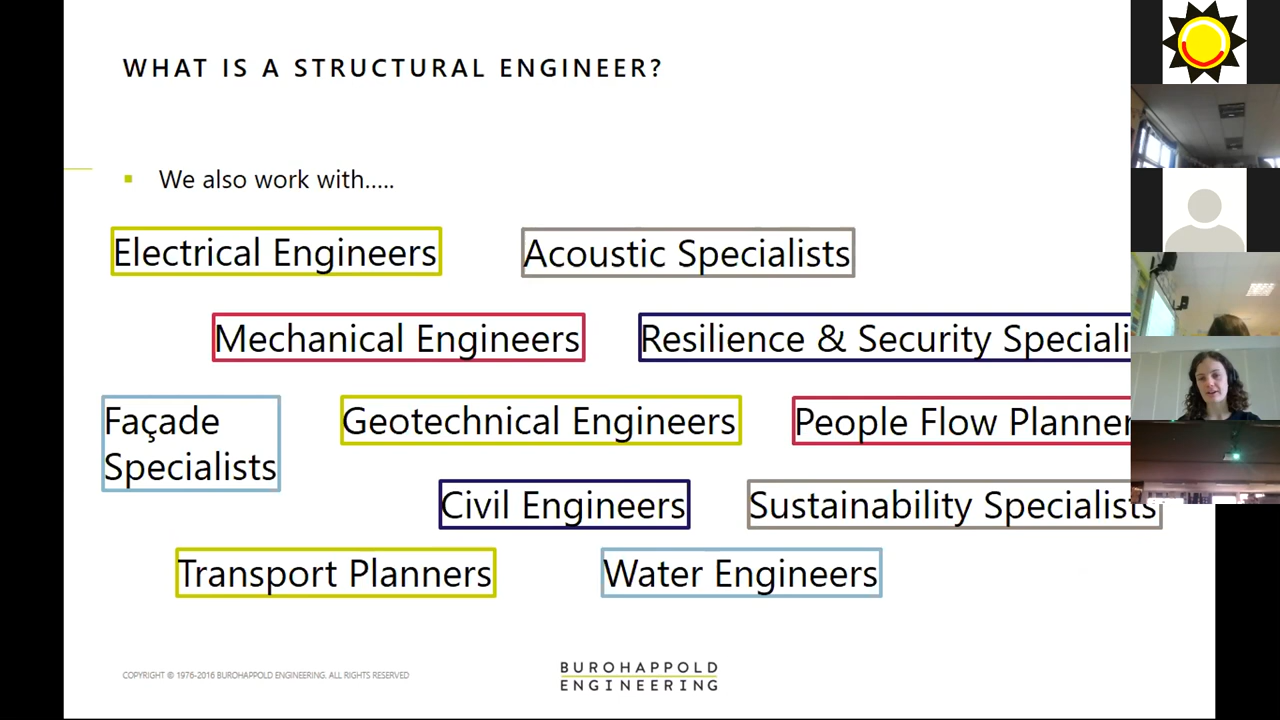 WHAT IS A STRUCTURAL ENGINEER?
We also work with.....
Electrical Engineers
Acoustic Specialists
Mechanical Engineers
Resilience & Security Speciali
Façade
Specialists
Geotechnical Engineers
People Flow Planner
Civil Engineers
Sustainability Specialists
Transport Planners
Water Engineers
COPYRIGHT © 1976-2016 BUROHAPPOLD ENGINEERING. ALL RIGHTS RESERVED
BUROHAPPOLD
ENGINEERING